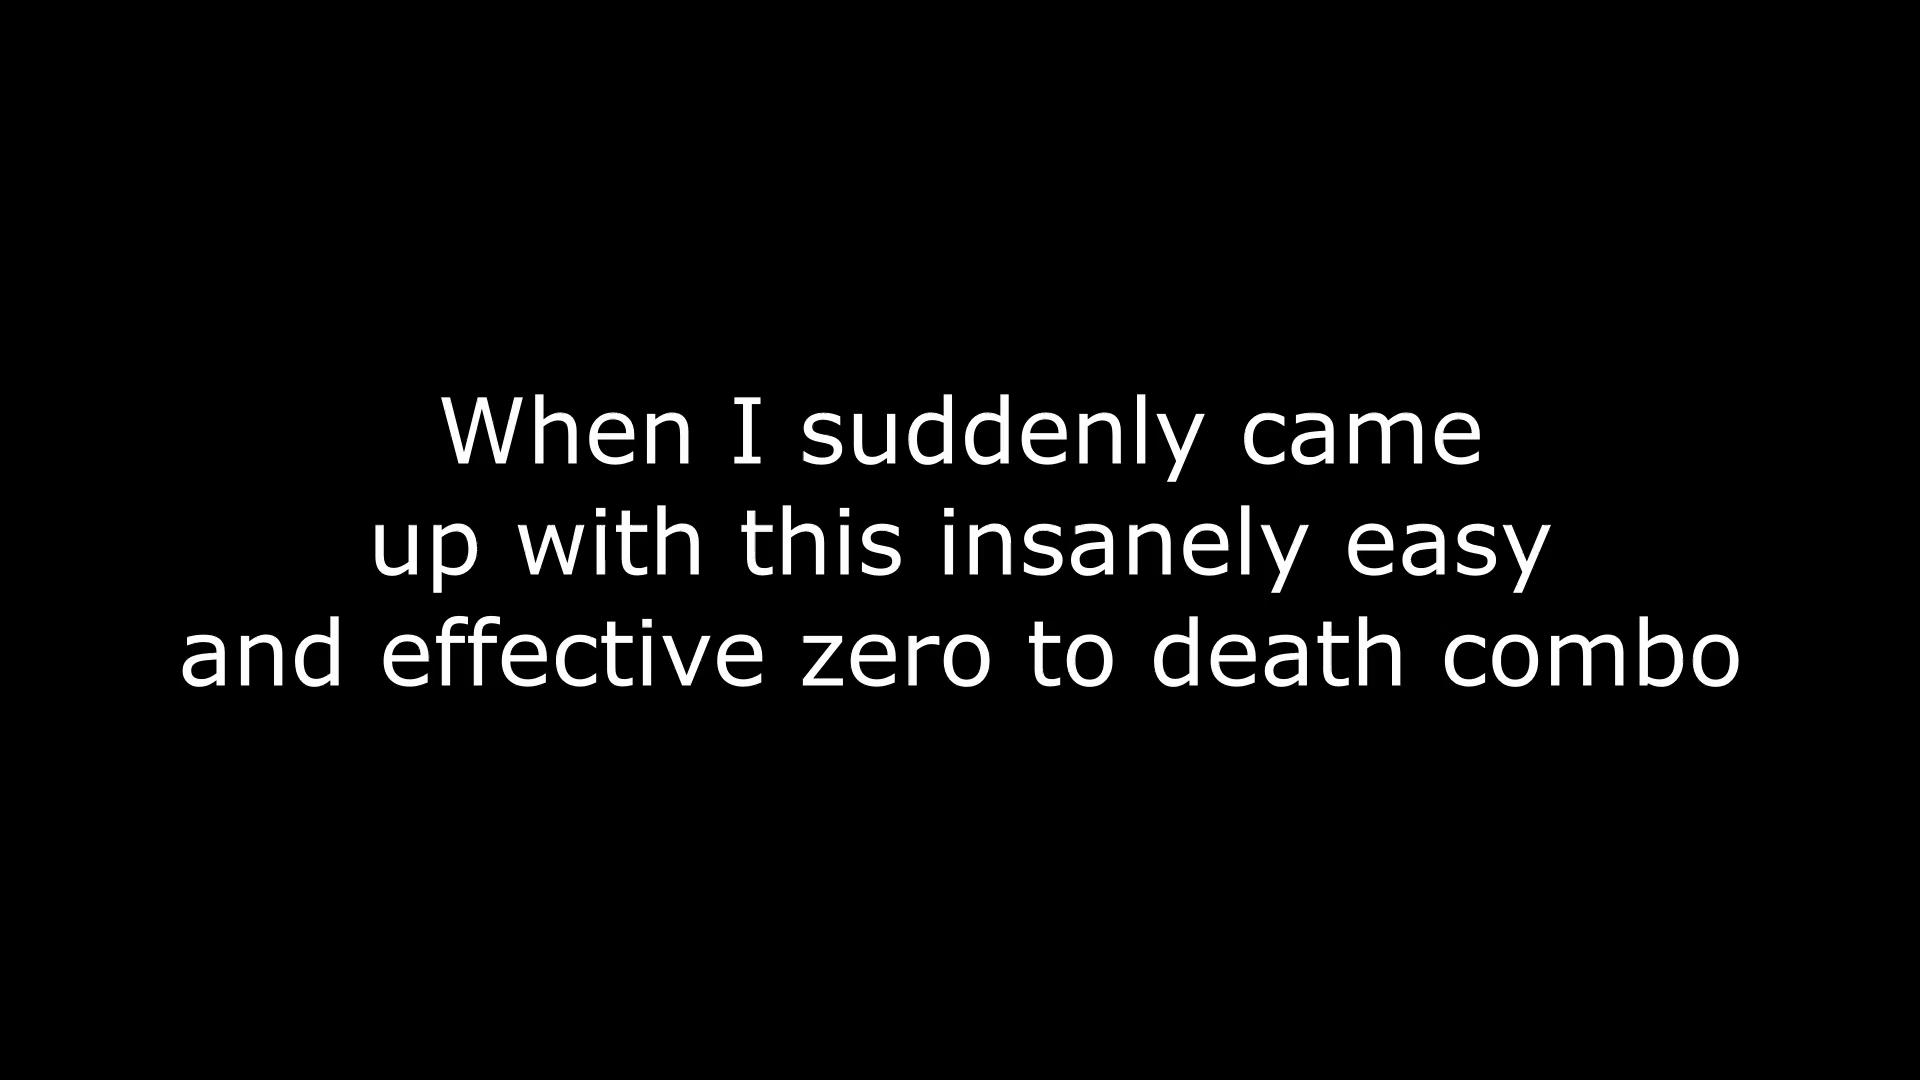 When I suddenly came
up with this insanely easy
and effective zero to death combo